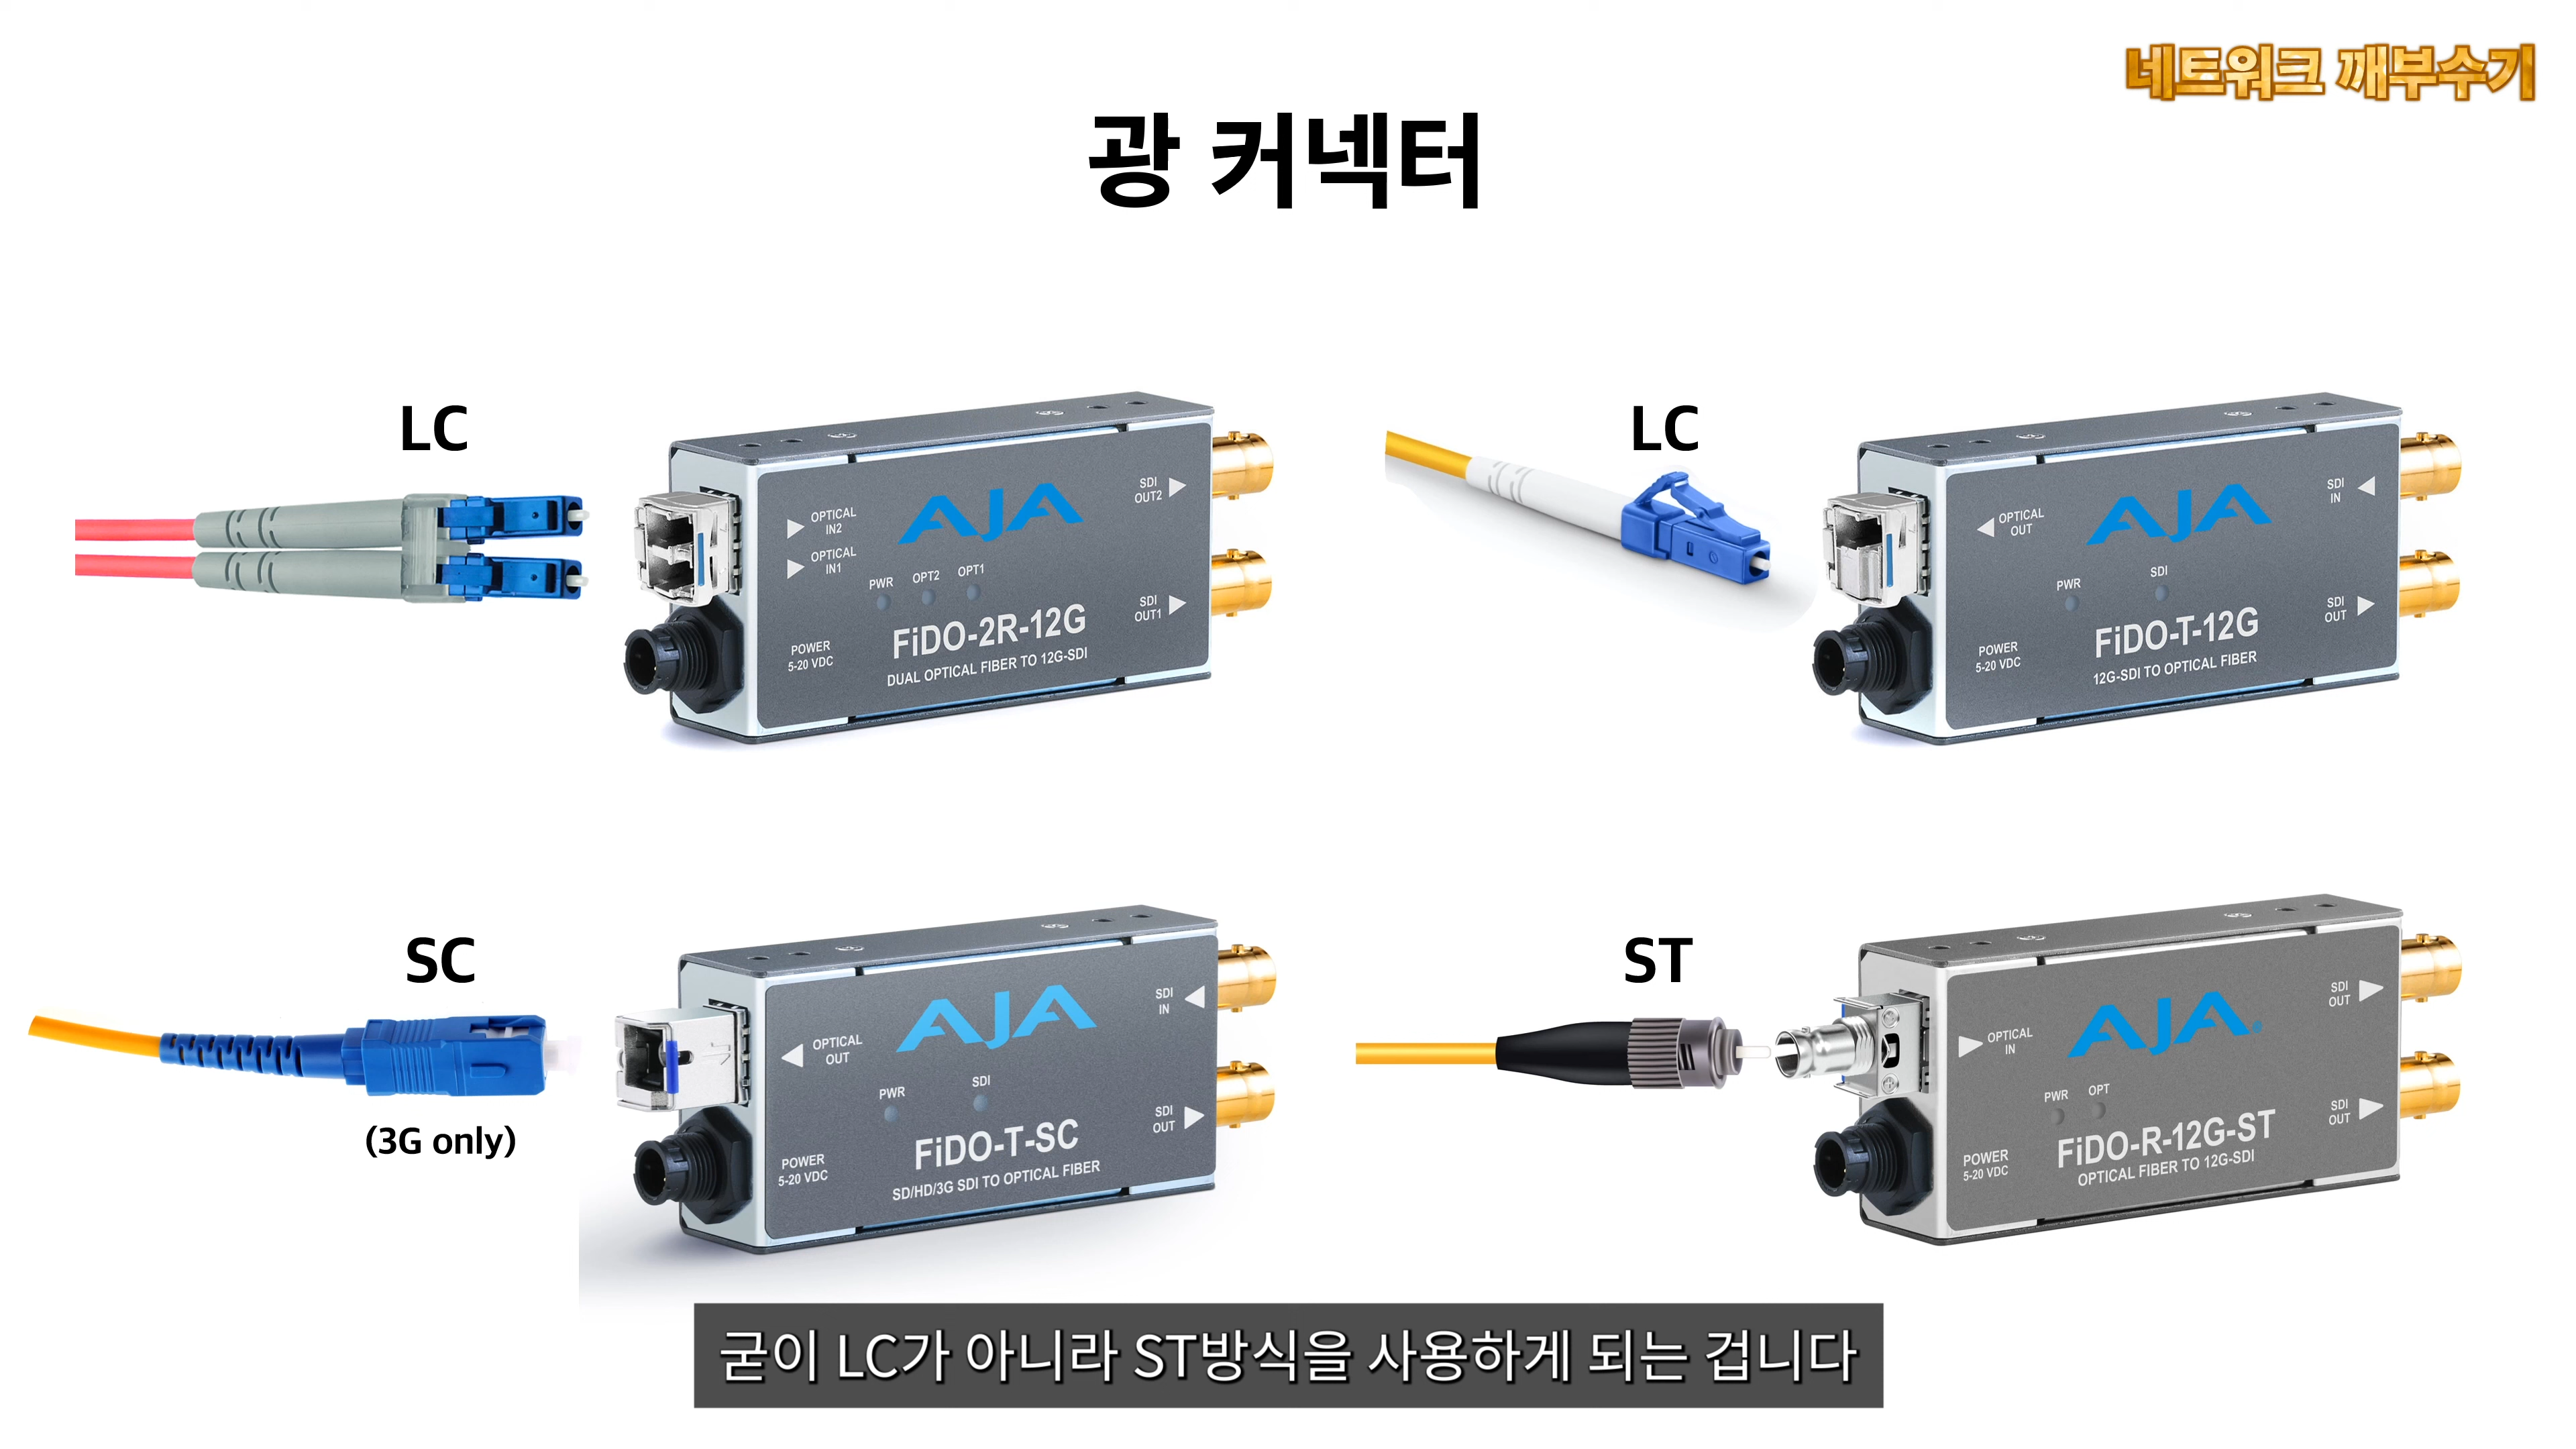 네트워크 깨부수기
광 커넥터
LC
OPTICAL
IN2
OPTICAL
IN1
AJA
SDI
OUT2
PWR
OPT2
OPT1
SDI
OUT1
POWER
5-20 VDC
FiDO-2R-12G
DUAL OPTICAL FIBER TO 12G-SDI
LC
OPTICAL
OUT
AJA
SDI
IN
PWR
SDI
SDI
OUT
POWER
5-20 VDC
FiDO-T-12G
12G-SDI TO OPTICAL FIBER
SC
(3G only)
OPTICAL
OUT
AJA
SDI
IN
PWR
SDI
SDI
OUT
POWER
5-20 VDC
FiDO-T-SC
SD/HD/3G SDI TO OPTICAL FIBER
ST
OPTICAL
IN
AJA®
SDI
OUT
PWR
OPT
SDI
OUT
POWER
5-20 VDC
FiDO-R-12G-ST
OPTICAL FIBER TO 12G-SDI
굳이 LC가 아니라 ST방식을 사용하게 되는 겁니다